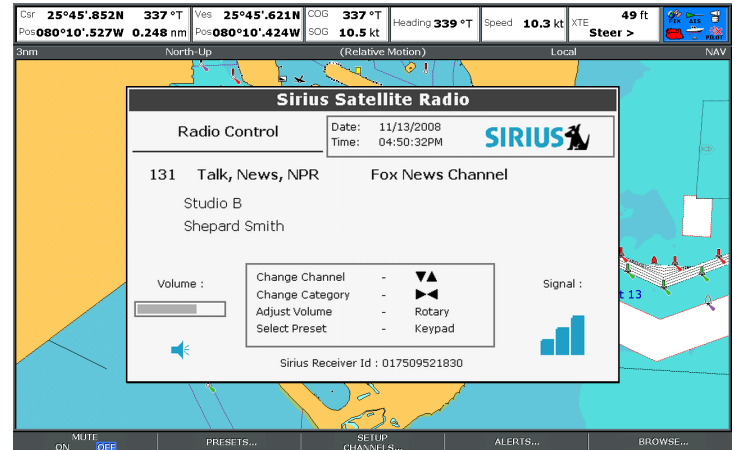 Csr 25°45'.852N 337 °T
Pos 080°10'.527W 0.248 nm
Ves 25°45'.621N
Pos 080°10'.424W
COG 337 °T
SOG 10.5 kt
Heading 339 °T
Speed 10.3 kt
XTE 49 ft
Steer >
FIX AIS
PILOT
3nm North-Up (Relative Motion) Local NAV
Sirius Satellite Radio
Radio Control
Date: 11/13/2008
Time: 04:50:32PM
SIRIUS
131 Talk, News, NPR Fox News Channel
Studio B
Shepard Smith
Volume :
Change Channel - ▼▲
Change Category - ▶◀
Adjust Volume - Rotary
Select Preset - Keypad
Signal :
Sirius Receiver Id : 017509521830
t 13
MUTE
ON OFF
PRESETS...
SETUP
CHANNELS...
ALERTS...
BROWSE...